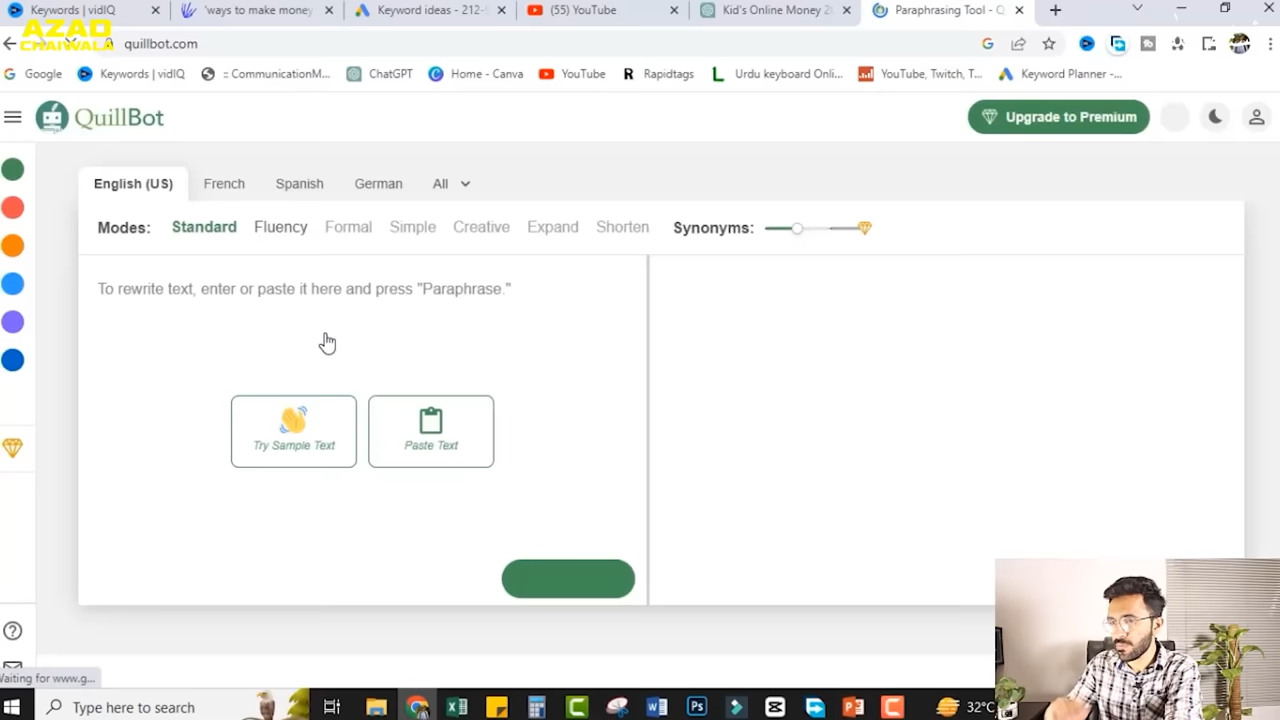 Keywords | vidIQ
'ways to make money
Keyword ideas - 212-
(55) YouTube
Kid's Online Money 2
Paraphrasing Tool - Q
AZAD
CHAIWALA
quillbot.com
Google
Keywords | vidIQ
:: CommunicationM...
ChatGPT
Home - Canva
YouTube
Rapidtags
Urdu keyboard Onli...
YouTube, Twitch, T...
Keyword Planner -...
QuillBot
Upgrade to Premium
English (US)
French
Spanish
German
All
Modes:
Standard
Fluency
Formal
Simple
Creative
Expand
Shorten
Synonyms:
To rewrite text, enter or paste it here and press "Paraphrase."
Try Sample Text
Paste Text
Waiting for www.g...
Type here to search
32°C